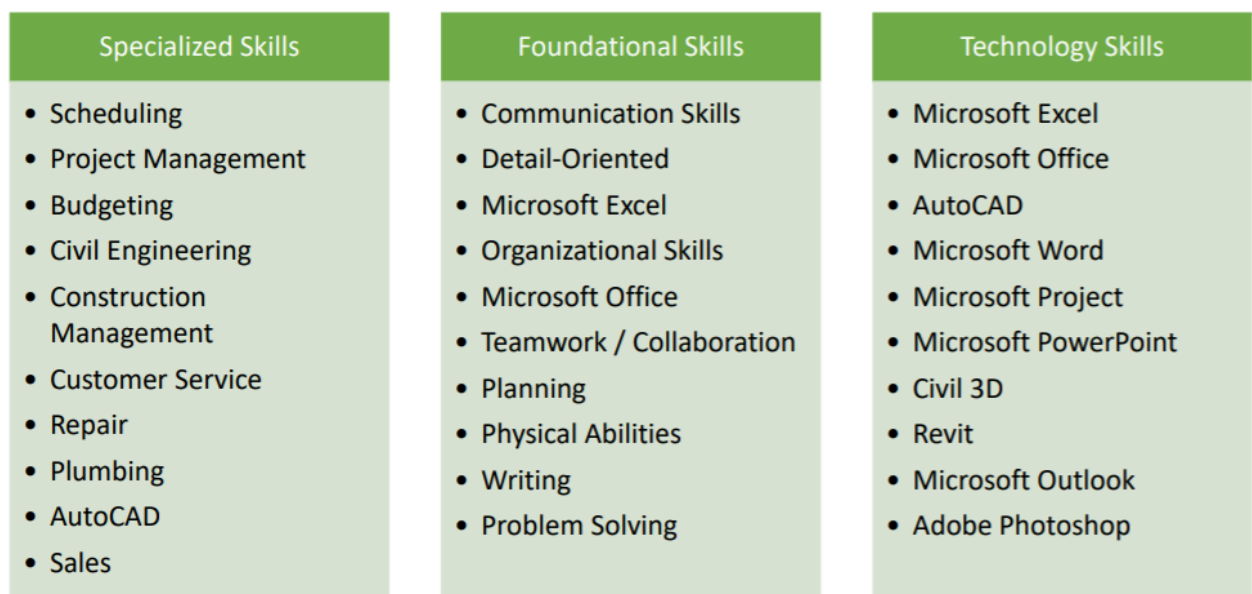 Specialized Skills
• Scheduling
• Project Management
• Budgeting
• Civil Engineering
• Construction
Management
• Customer Service
• Repair
• Plumbing
• AutoCAD
• Sales
Foundational Skills
• Communication Skills
• Detail-Oriented
• Microsoft Excel
• Organizational Skills
• Microsoft Office
• Teamwork / Collaboration
• Planning
• Physical Abilities
• Writing
• Problem Solving
Technology Skills
• Microsoft Excel
• Microsoft Office
• AutoCAD
• Microsoft Word
• Microsoft Project
• Microsoft PowerPoint
• Civil 3D
• Revit
• Microsoft Outlook
• Adobe Photoshop